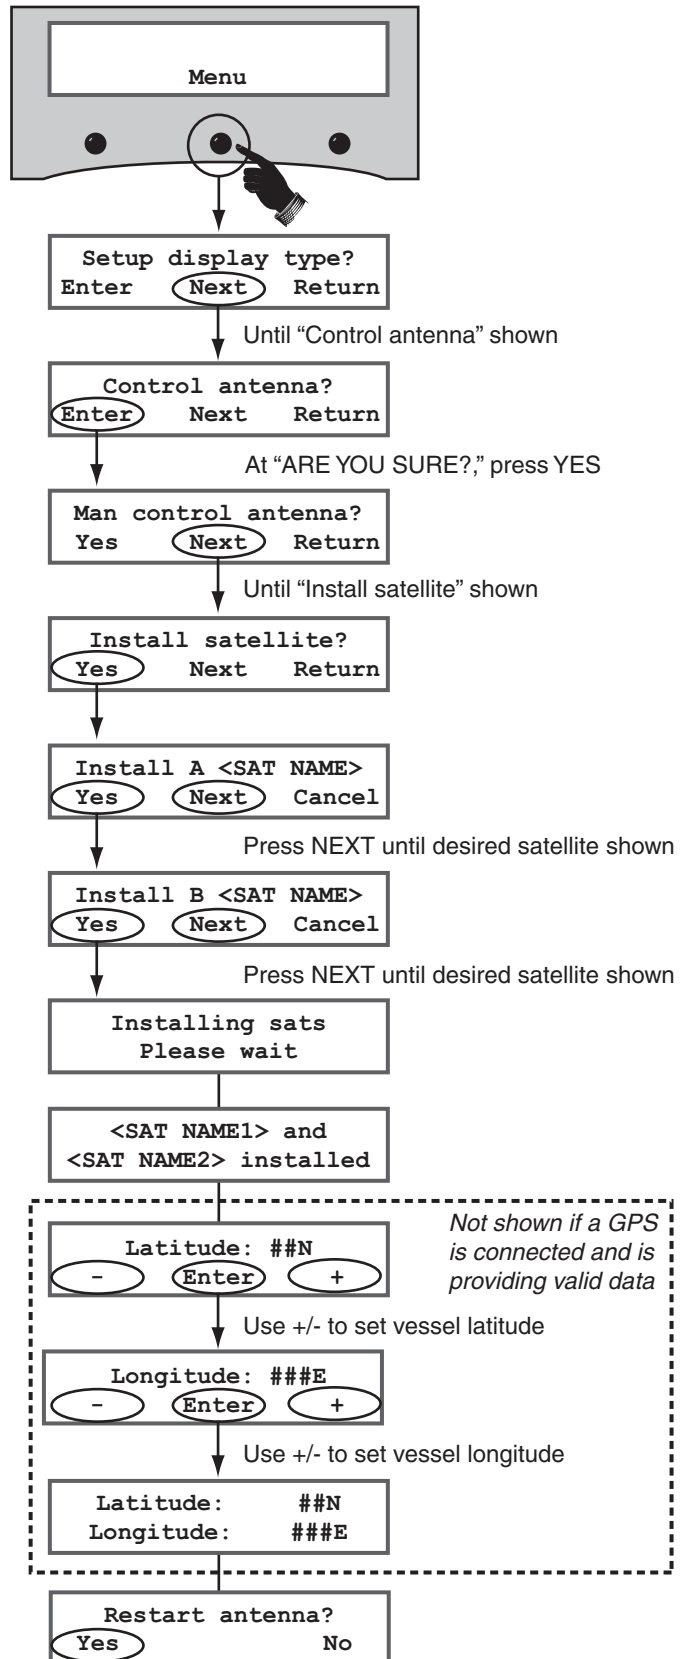 Menu
Setup display type?
Enter Next Return
Until “Control antenna” shown
Control antenna?
Enter Next Return
At “ARE YOU SURE?,” press YES
Man control antenna?
Yes Next Return
Until “Install satellite” shown
Install satellite?
Yes Next Return
Install A <SAT NAME>
Yes Next Cancel
Press NEXT until desired satellite shown
Install B <SAT NAME>
Yes Next Cancel
Press NEXT until desired satellite shown
Installing sats
Please wait
<SAT NAME1> and
<SAT NAME2> installed
Not shown if a GPS
is connected and is
providing valid data
Latitude: ##N
- Enter +
Use +/- to set vessel latitude
Longitude: ###E
- Enter +
Use +/- to set vessel longitude
Latitude: ##N
Longitude: ###E
Restart antenna?
Yes No